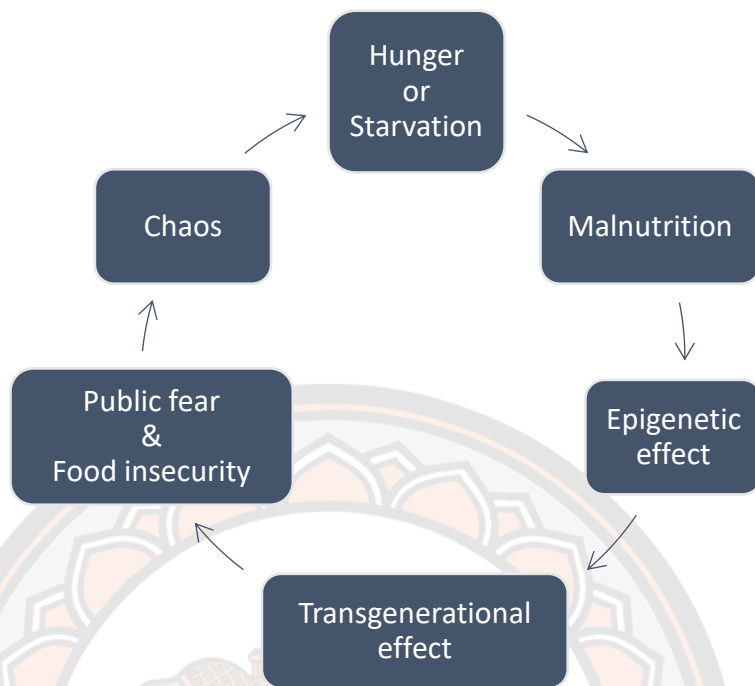 Hunger
or
Starvation
Malnutrition
Epigenetic
effect
Transgenerational
effect
Public fear
&
Food insecurity
Chaos